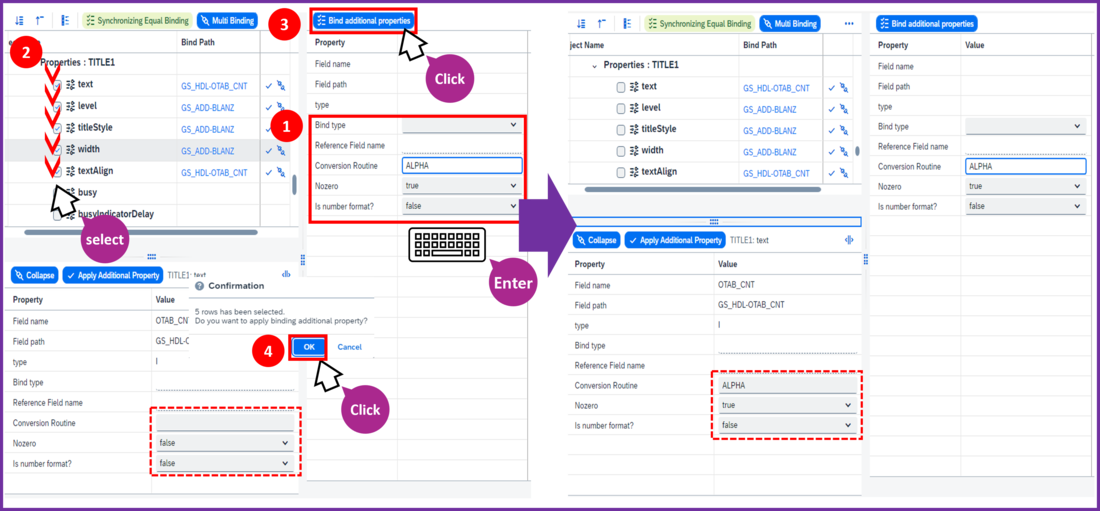 Synchronizing Equal Binding
Multi Binding
3
Bind additional properties
2
Bind Path
Properties : TITLE1
text
GS_HDL-OTAB_CNT
level
GS_ADD-BLANZ
titleStyle
GS_ADD-BLANZ
width
GS_ADD-BLANZ
textAlign
GS_HDL-OTAB_CNT
busy
busyIndicatorDelay
select
Property
Click
Field name
Field path
type
1
Bind type
Reference Field name
Conversion Routine
ALPHA
Nozero
true
Is number format?
false
Enter
Collapse
Apply Additional Property
TITLE1: text
Property
Value
Field name
OTAB_CNT
Field path
GS_HDL-O
type
I
Bind type
Reference Field name
Conversion Routine
Nozero
false
Is number format?
false
Confirmation
5 rows has been selected.
Do you want to apply binding additional property?
4
OK
Cancel
Click
Synchronizing Equal Binding
Multi Binding
ject Name
Bind Path
Properties : TITLE1
text
GS_HDL-OTAB_CNT
level
GS_ADD-BLANZ
titleStyle
GS_ADD-BLANZ
width
GS_ADD-BLANZ
textAlign
GS_HDL-OTAB_CNT
Bind additional properties
Property
Value
Field name
Field path
type
Bind type
Reference Field name
Conversion Routine
ALPHA
Nozero
true
Is number format?
false
Collapse
Apply Additional Property
TITLE1: text
Property
Value
Field name
OTAB_CNT
Field path
GS_HDL-OTAB_CNT
type
I
Bind type
Reference Field name
Conversion Routine
ALPHA
Nozero
true
Is number format?
false